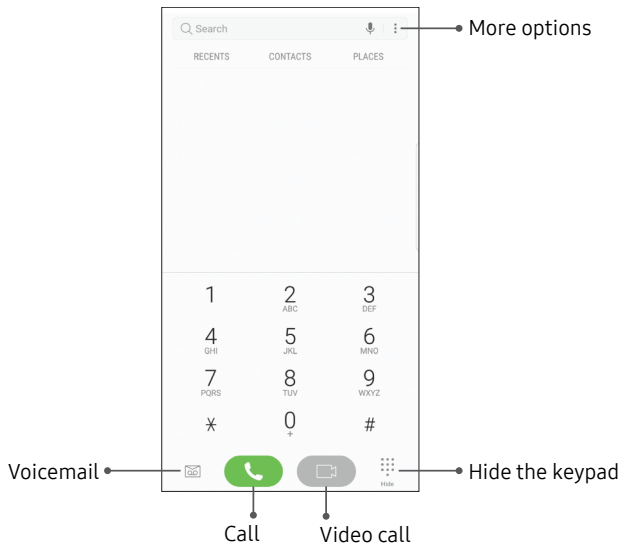 Search
More options
RECENTS CONTACTS PLACES
1 2 3
ABC DEF
4 5 6
GHI JKL MNO
7 8 9
PQRS TUV WXYZ
* 0 #
+
Voicemail
Hide
Hide the keypad
Call
Video call